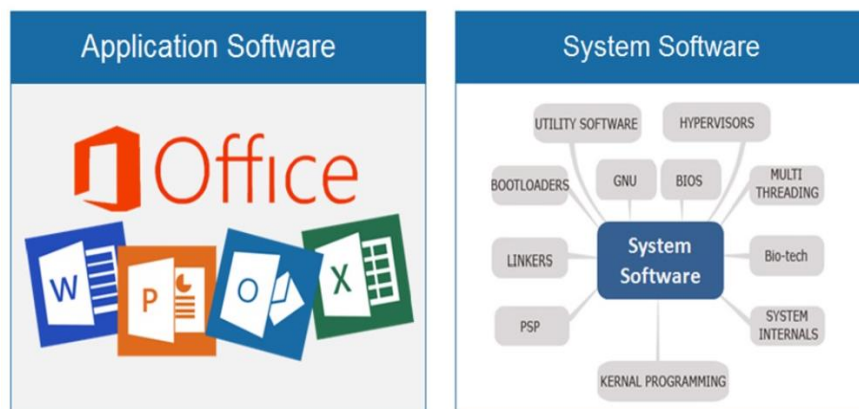 Application Software
Office
W
P
O
X
System Software
UTILITY SOFTWARE
HYPERVISORS
BOOTLOADERS
GNU
BIOS
MULTI
THREADING
LINKERS
System
Software
Bio-tech
PSP
SYSTEM
INTERNALS
KERNAL PROGRAMMING